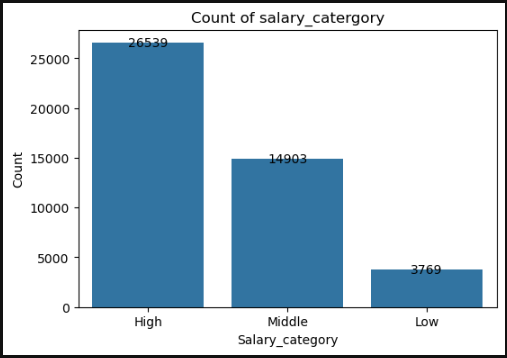 Count of salary_catergory
Count
25000
20000
15000
10000
5000
0
26539
14903
3769
High
Middle
Low
Salary_category